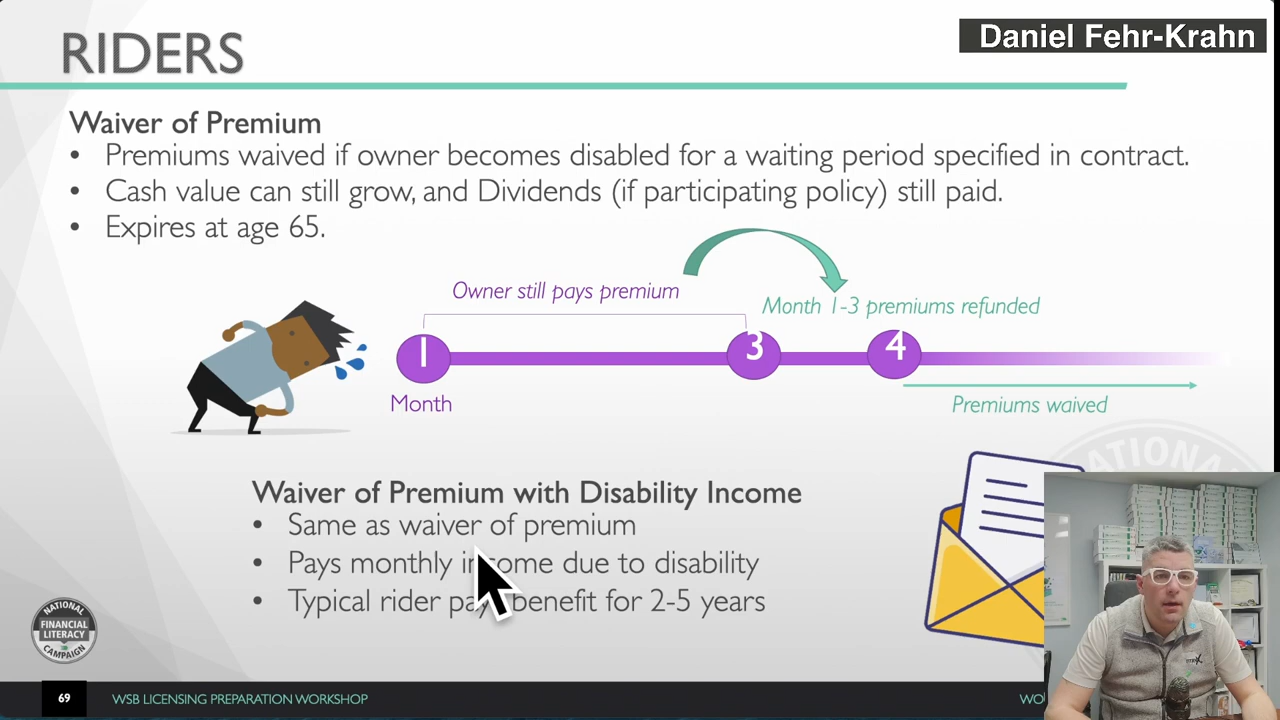 RIDERS
Daniel Fehr-Krahn
Waiver of Premium
• Premiums waived if owner becomes disabled for a waiting period specified in contract.
• Cash value can still grow, and Dividends (if participating policy) still paid.
• Expires at age 65.
Owner still pays premium
Month 1-3 premiums refunded
1
3
4
Month
Premiums waived
Waiver of Premium with Disability Income
• Same as waiver of premium
• Pays monthly income due to disability
• Typical rider pays benefit for 2-5 years
NATIONAL
FINANCIAL
LITERACY
CAMPAIGN
NATIONAL
69
WSB LICENSING PREPARATION WORKSHOP